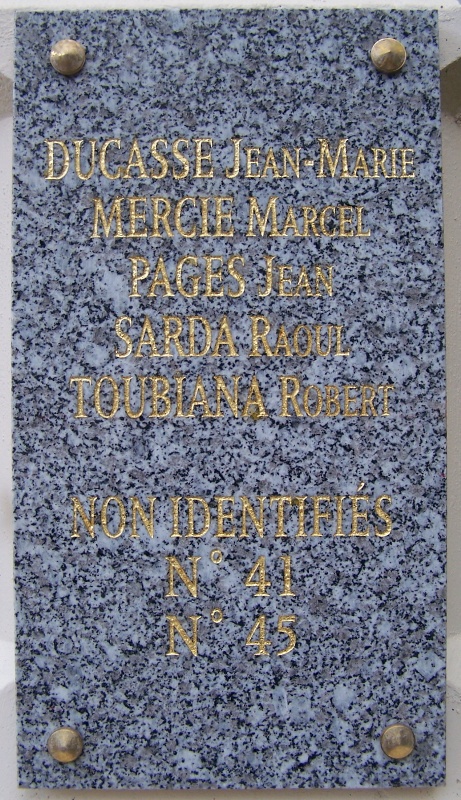 DUCASSE JEAN-MARIE
MERCIE MARCEL
PAGES JEAN
SARDA RAOUL
TOUBIANA ROBERT
NON IDENTIFIÉS
N° 41
N° 45